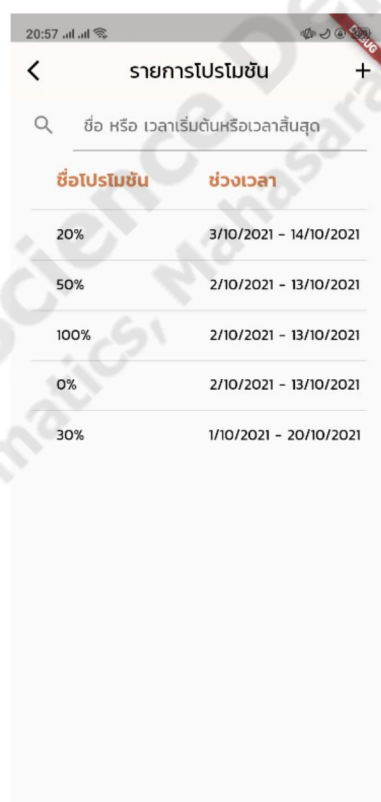 20:57
DEBUG
รายการโปรโมชัน +
ชื่อ หรือ เวลาเริ่มต้นหรือเวลาสิ้นสุด
ชื่อโปรโมชัน ช่วงเวลา
20% 3/10/2021 - 14/10/2021
50% 2/10/2021 - 13/10/2021
100% 2/10/2021 - 13/10/2021
0% 2/10/2021 - 13/10/2021
30% 1/10/2021 - 20/10/2021